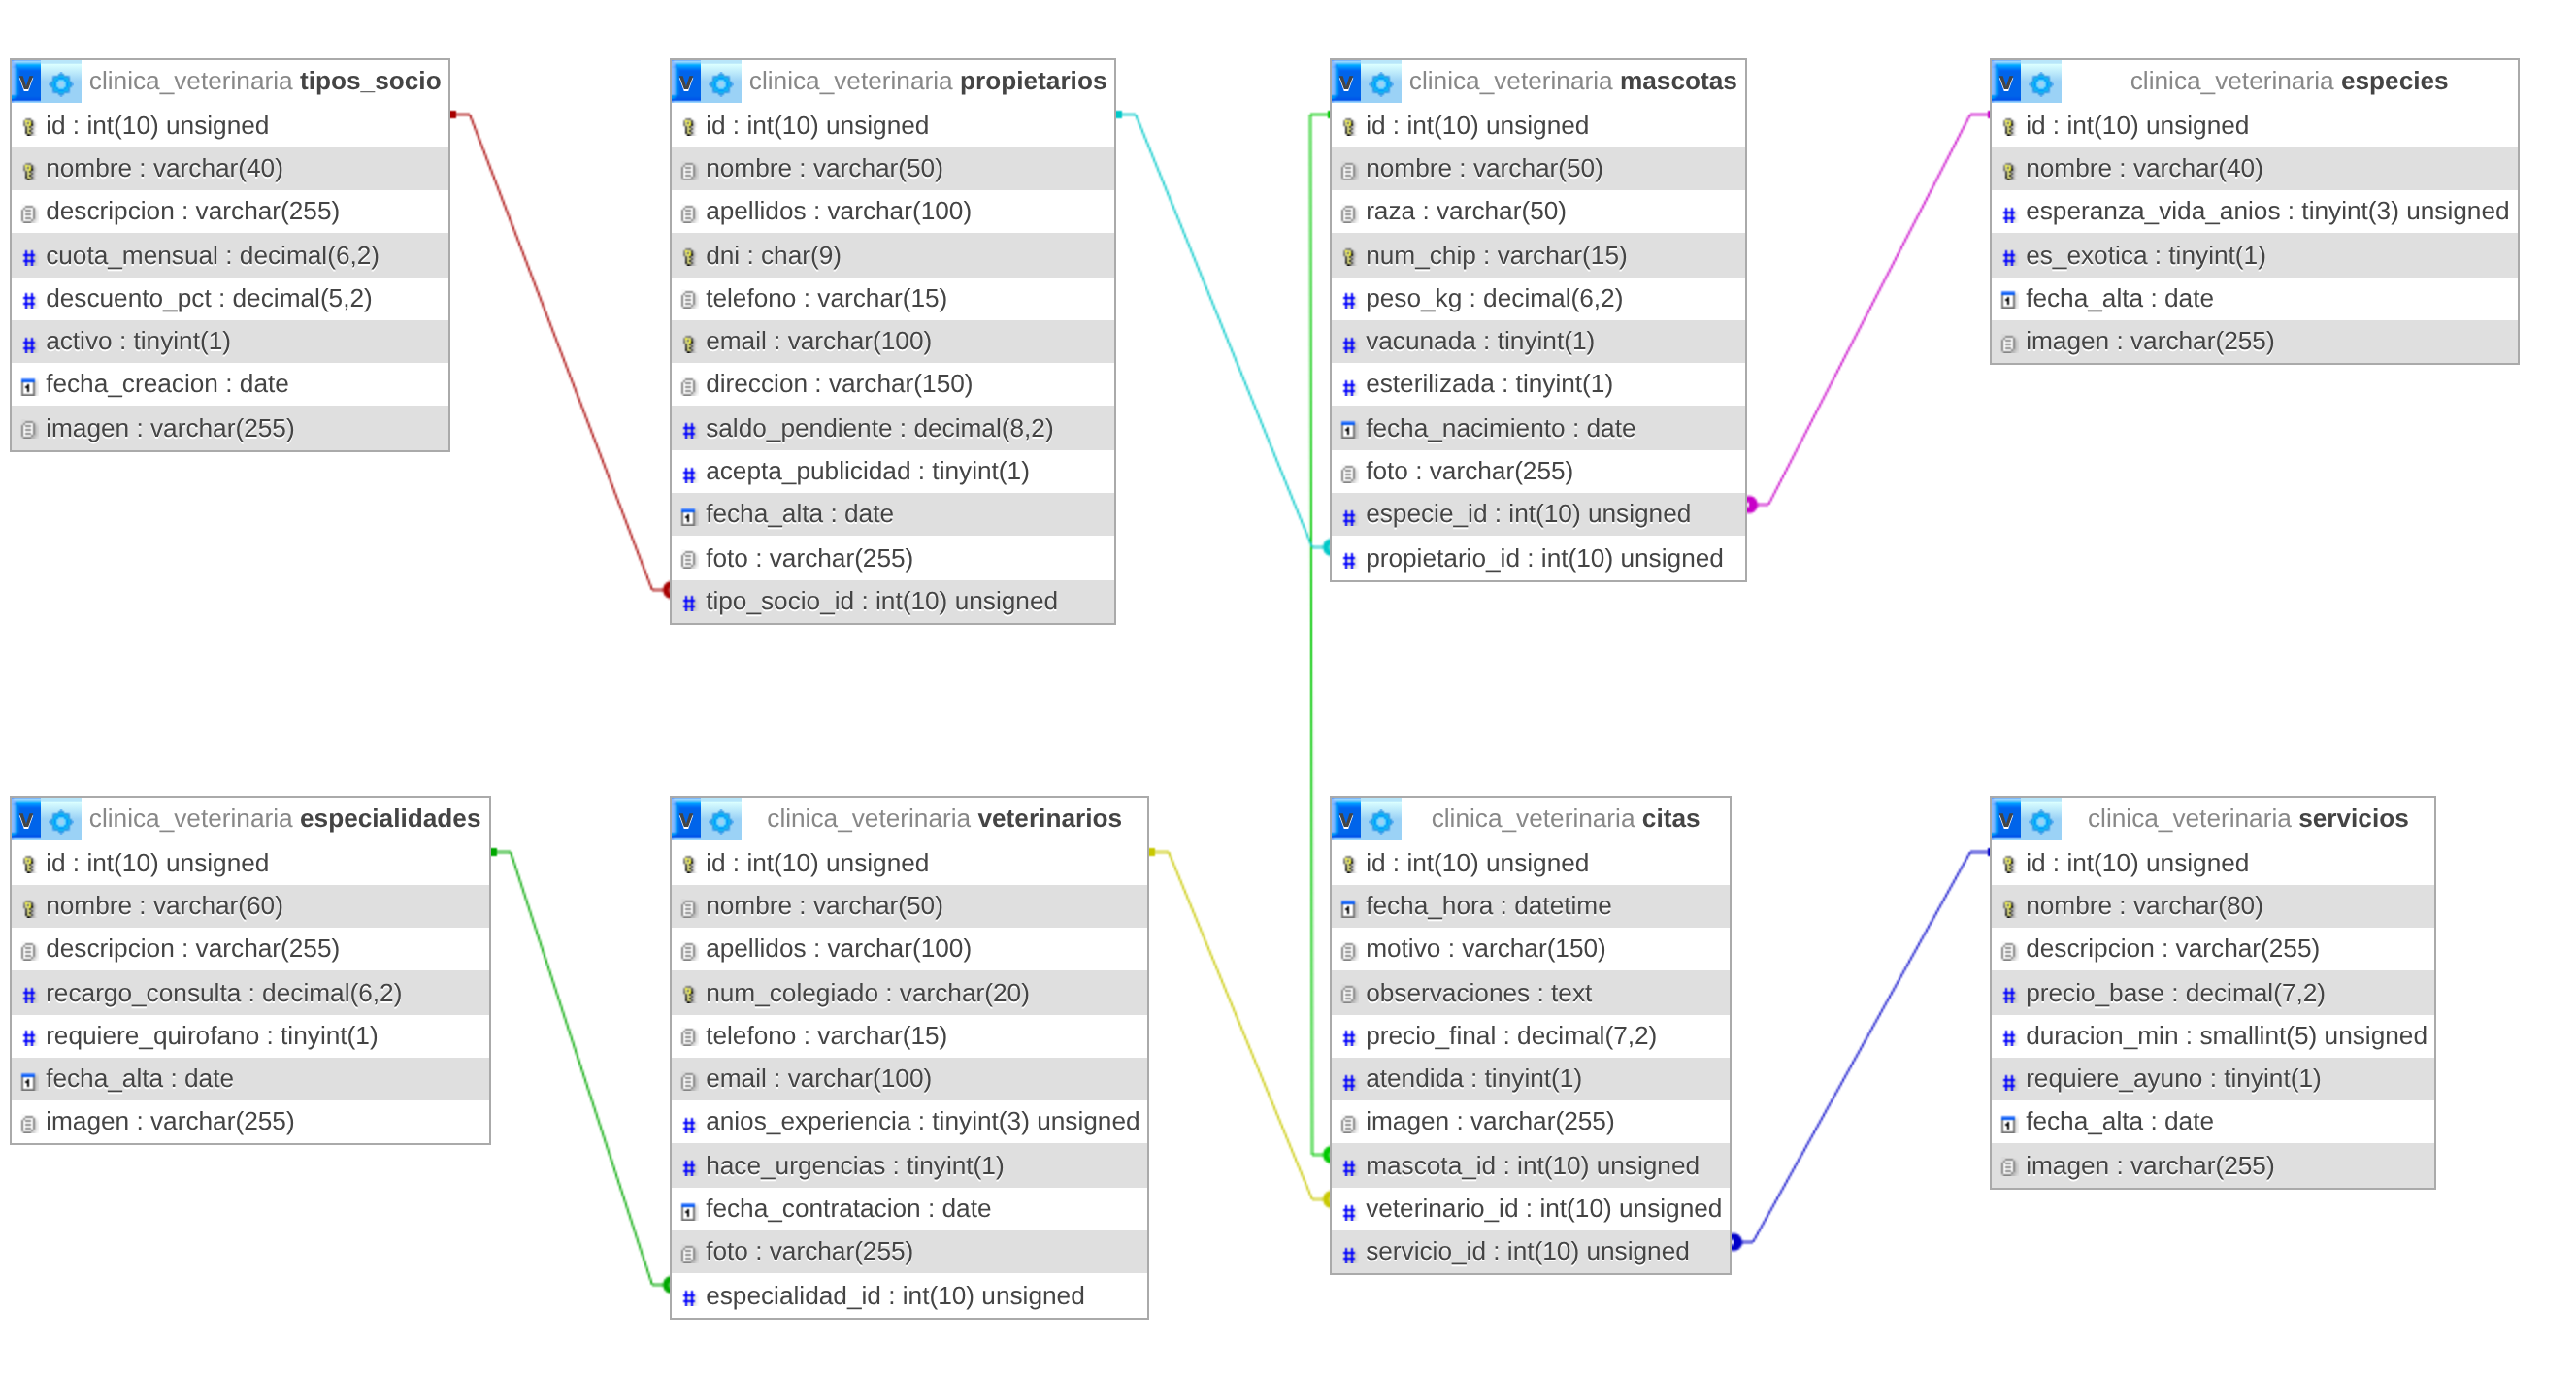 clinica_veterinaria tipos_socio
id : int(10) unsigned
nombre : varchar(40)
descripcion : varchar(255)
cuota_mensual : decimal(6,2)
descuento_pct : decimal(5,2)
activo : tinyint(1)
fecha_creacion : date
imagen : varchar(255)
clinica_veterinaria propietarios
id : int(10) unsigned
nombre : varchar(50)
apellidos : varchar(100)
dni : char(9)
telefono : varchar(15)
email : varchar(100)
direccion : varchar(150)
saldo_pendiente : decimal(8,2)
acepta_publicidad : tinyint(1)
fecha_alta : date
foto : varchar(255)
tipo_socio_id : int(10) unsigned
clinica_veterinaria mascotas
id : int(10) unsigned
nombre : varchar(50)
raza : varchar(50)
num_chip : varchar(15)
peso_kg : decimal(6,2)
vacunada : tinyint(1)
esterilizada : tinyint(1)
fecha_nacimiento : date
foto : varchar(255)
especie_id : int(10) unsigned
propietario_id : int(10) unsigned
clinica_veterinaria especies
id : int(10) unsigned
nombre : varchar(40)
esperanza_vida_anios : tinyint(3) unsigned
es_exotica : tinyint(1)
fecha_alta : date
imagen : varchar(255)
clinica_veterinaria especialidades
id : int(10) unsigned
nombre : varchar(60)
descripcion : varchar(255)
recargo_consulta : decimal(6,2)
requiere_quirofano : tinyint(1)
fecha_alta : date
imagen : varchar(255)
clinica_veterinaria veterinarios
id : int(10) unsigned
nombre : varchar(50)
apellidos : varchar(100)
num_colegiado : varchar(20)
telefono : varchar(15)
email : varchar(100)
anios_experiencia : tinyint(3) unsigned
hace_urgencias : tinyint(1)
fecha_contratacion : date
foto : varchar(255)
especialidad_id : int(10) unsigned
clinica_veterinaria citas
id : int(10) unsigned
fecha_hora : datetime
motivo : varchar(150)
observaciones : text
precio_final : decimal(7,2)
atendida : tinyint(1)
imagen : varchar(255)
mascota_id : int(10) unsigned
veterinario_id : int(10) unsigned
servicio_id : int(10) unsigned
clinica_veterinaria servicios
id : int(10) unsigned
nombre : varchar(80)
descripcion : varchar(255)
precio_base : decimal(7,2)
duracion_min : smallint(5) unsigned
requiere_ayuno : tinyint(1)
fecha_alta : date
imagen : varchar(255)